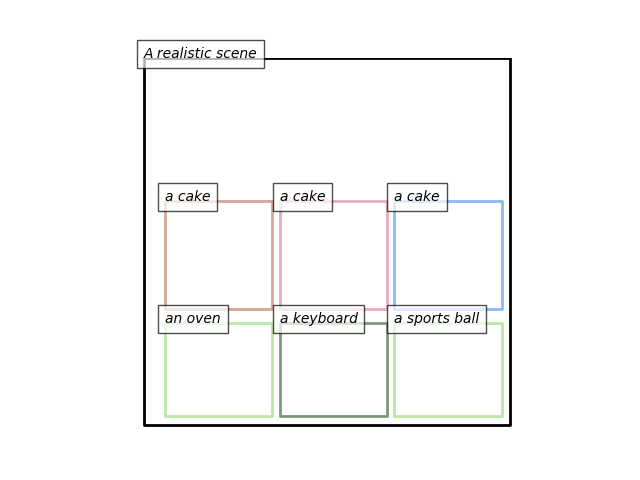 A realistic scene
a cake
a cake
a cake
an oven
a keyboard
a sports ball